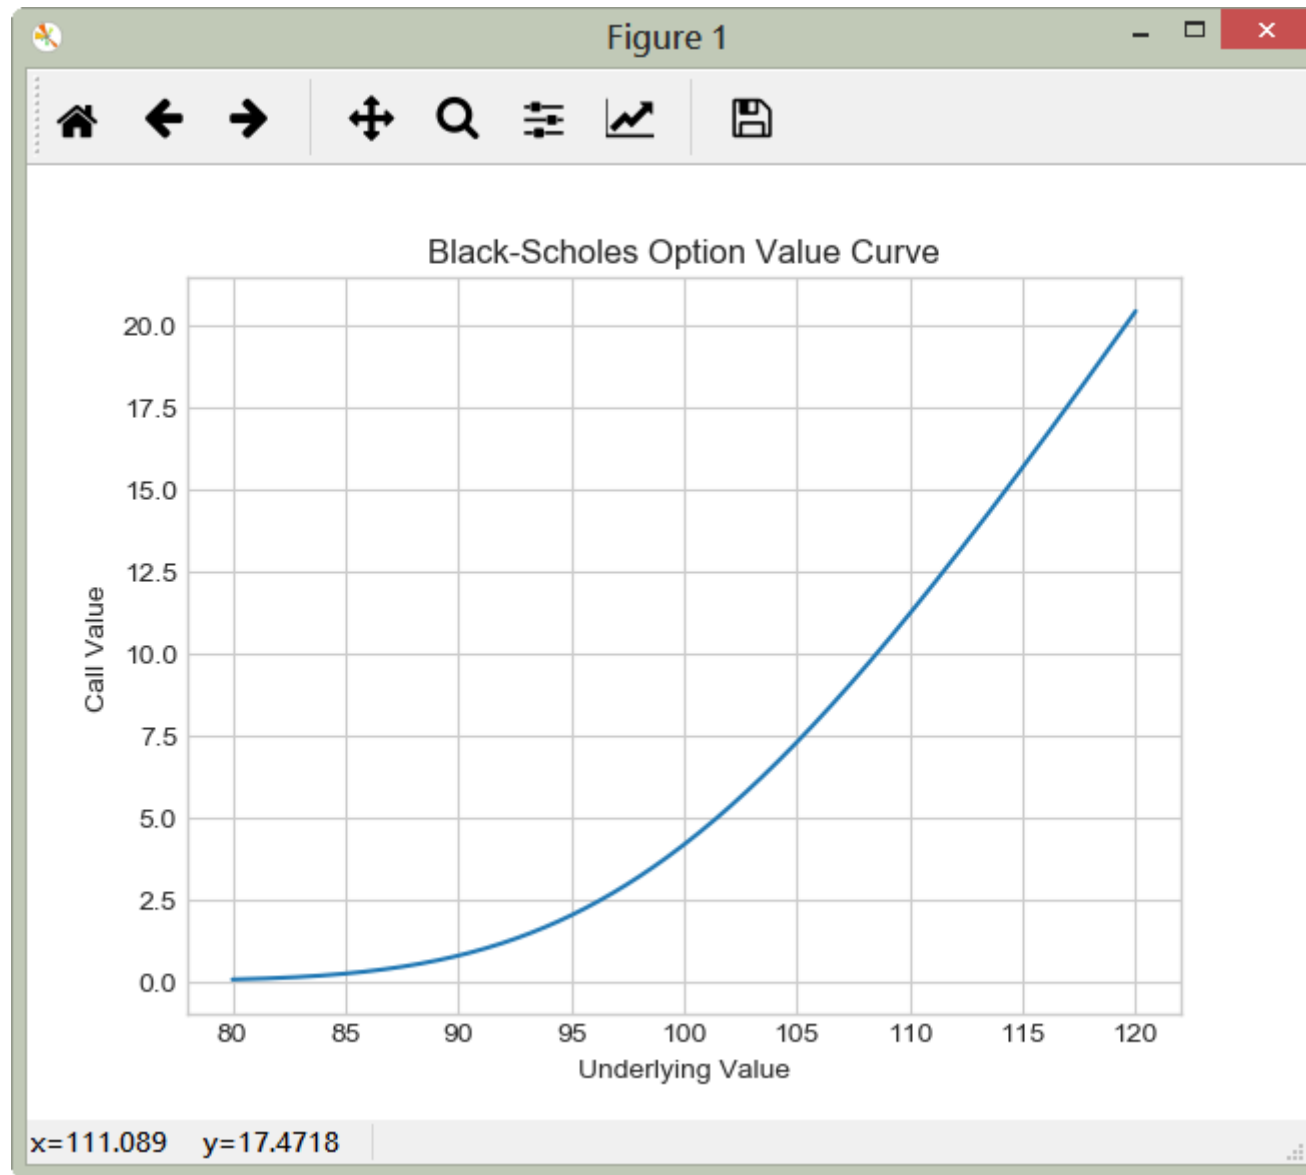 Figure 1
Black-Scholes Option Value Curve
20.0
17.5
15.0
12.5
10.0
7.5
5.0
2.5
0.0
Call Value
80 85 90 95 100 105 110 115 120
Underlying Value
x=111.089 y=17.4718